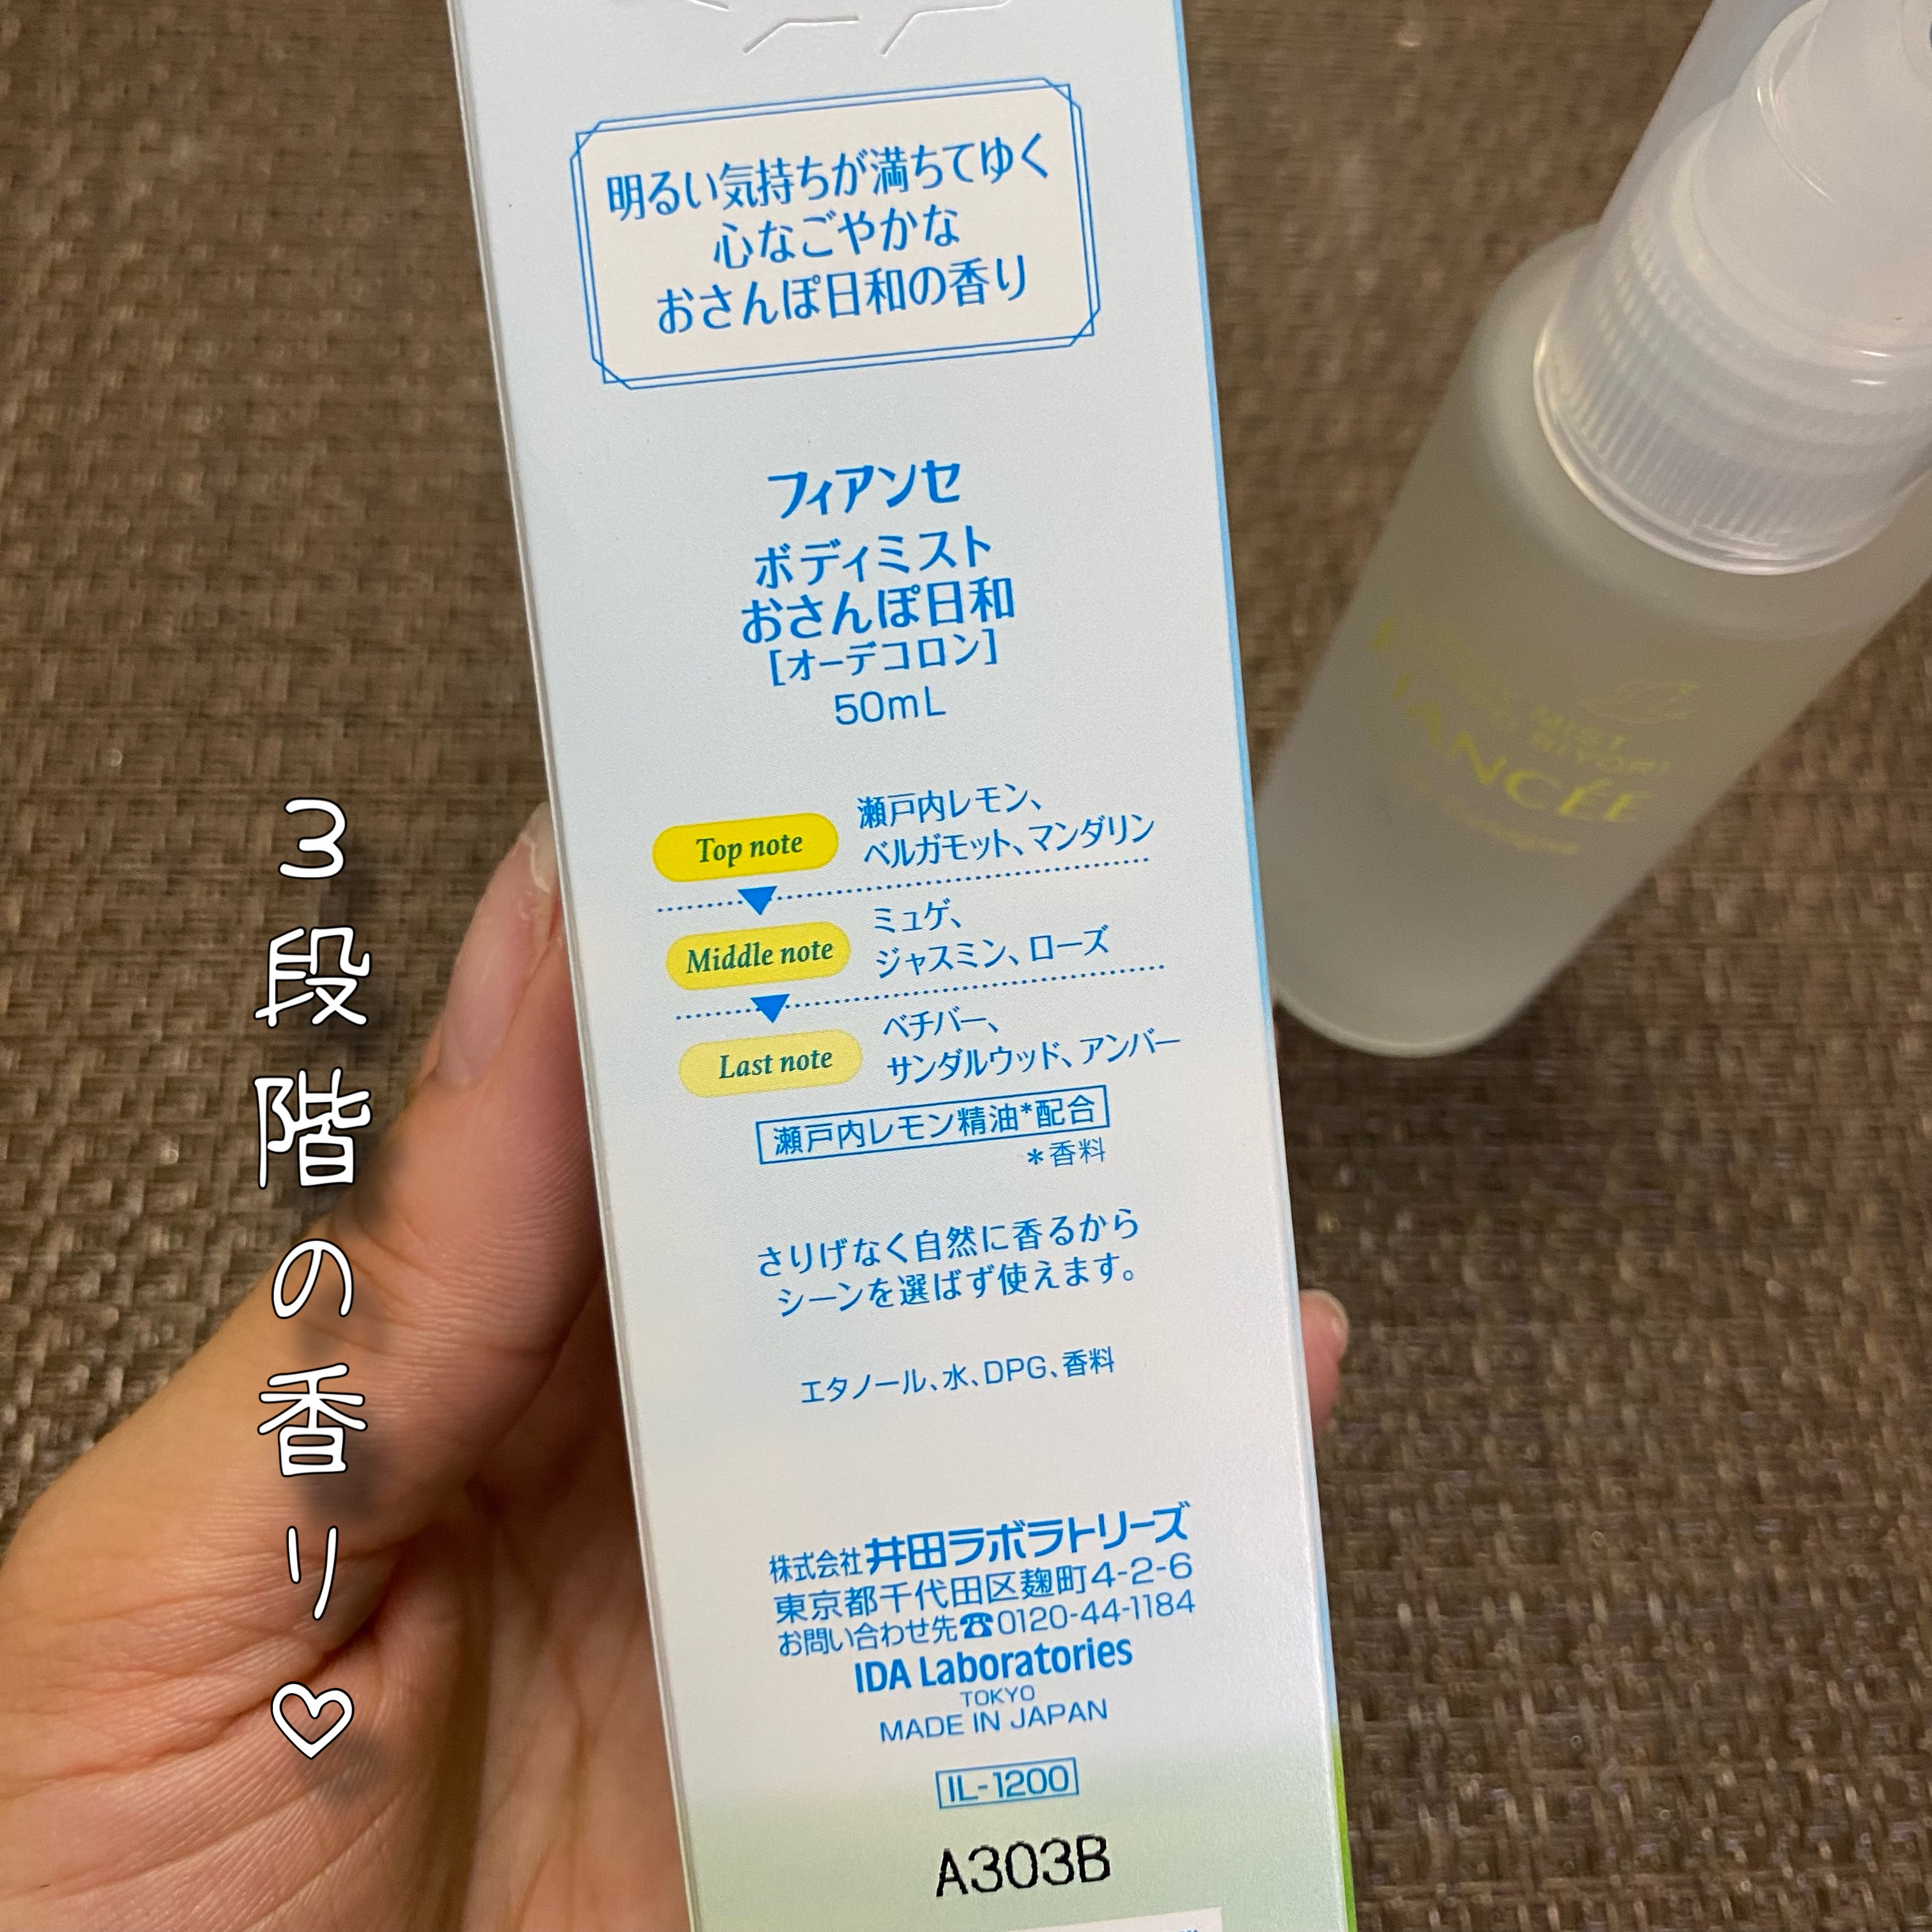 明るい気持ちが満ちてゆく
心なごやかな
おさんぽ日和の香り
フィアンセ
ボディミスト
おさんぽ日和
[オーデコロン]
50mL
Top note
瀬戸内レモン、
ベルガモット、マンダリン
Middle note
ミュゲ、
ジャスミン、ローズ
Last note
ベチバー、
サンダルウッド、アンバー
瀬戸内レモン精油*配合
*香料
さりげなく自然に香るから
シーンを選ばず使えます。
エタノール、水、DPG、香料
株式会社井田ラボラトリーズ
東京都千代田区麹町4-2-6
お問い合わせ先☎0120-44-1184
IDA Laboratories
TOKYO
MADE IN JAPAN
IL-1200
A303B
3段階の香り♡
MIST
BIYORI